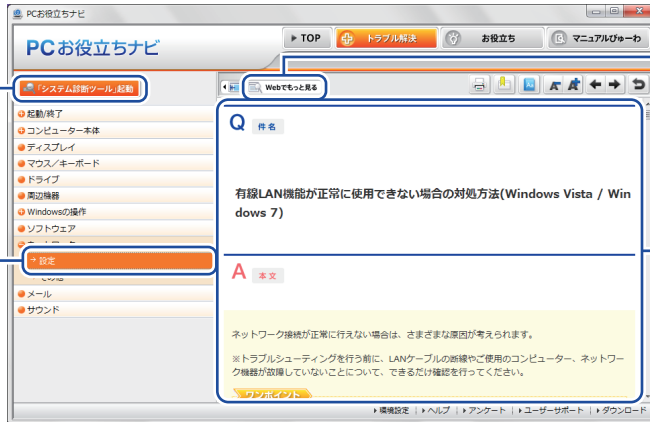 PCお役立ちナビ
PCお役立ちナビ
TOP
トラブル解決
お役立ち
マニュアルびゅーわ
「システム診断ツール」起動
Webでもっと見る
起動/終了
コンピューター本体
ディスプレイ
マウス/キーボード
ドライブ
周辺機器
Windowsの操作
ソフトウェア
設定
メール
サウンド
Q 件名
有線LAN機能が正常に使用できない場合の対処方法(Windows Vista / Win
dows 7)
A 本文
ネットワーク接続が正常に行えない場合は、さまざまな原因が考えられます。
※トラブルシューティングを行う前に、LANケーブルの断線やご使用のコンピューター、ネットワー
ク機器が故障していないことについて、できるだけ確認を行ってください。
ワンポイント
環境設定 | ヘルプ | アンケート | ユーザーサポート | ダウンロード